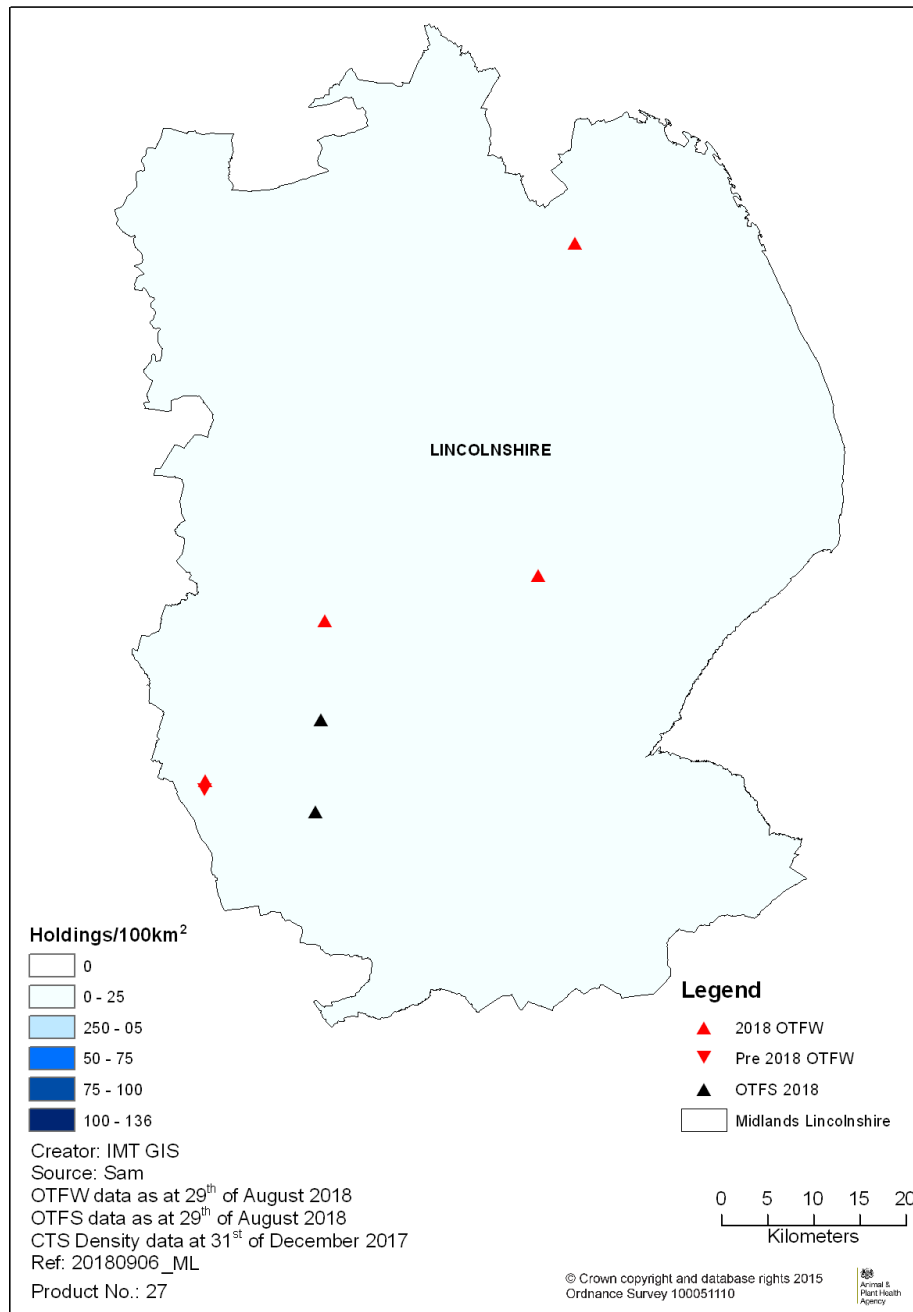 LINCOLNSHIRE
Holdings/100km²
0
0 - 25
250 - 05
50 - 75
75 - 100
100 - 136
Creator: IMT GIS
Source: Sam
OTFW data as at 29th of August 2018
OTFS data as at 29th of August 2018
CTS Density data at 31st of December 2017
Ref: 20180906_ML
Product No.: 27
Legend
2018 OTFW
Pre 2018 OTFW
OTFS 2018
Midlands Lincolnshire
0 5 10 15 20
Kilometers
© Crown copyright and database rights 2015
Ordnance Survey 100051110
Animal &
Plant Health
Agency